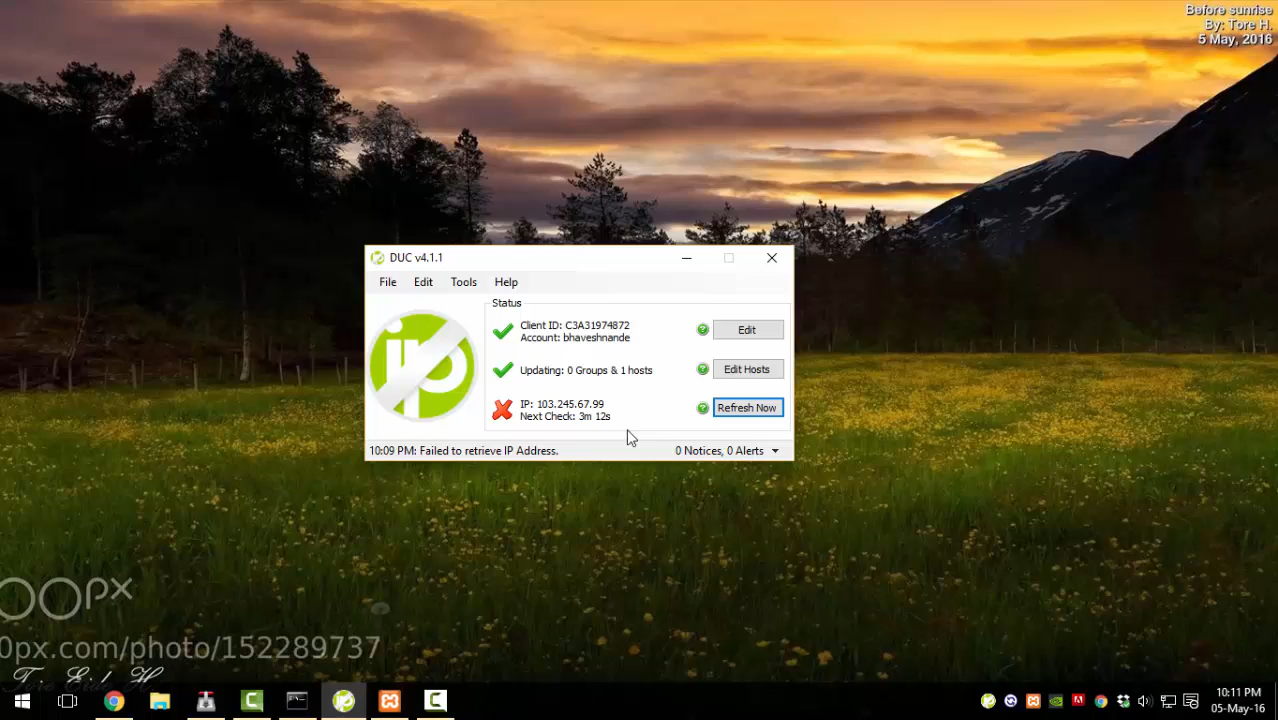 Before sunrise
By: Tore H.
5 May, 2016
DUC v4.1.1
File Edit Tools Help
Status
Client ID: C3A31974872
Account: bhaveshnande
Edit
Updating: 0 Groups & 1 hosts
Edit Hosts
IP: 103.245.67.99
Next Check: 3m 12s
Refresh Now
10:09 PM: Failed to retrieve IP Address.
0 Notices, 0 Alerts
00px
0px.com/photo/152289737
Tore Eide H
10:11 PM
05-May-16